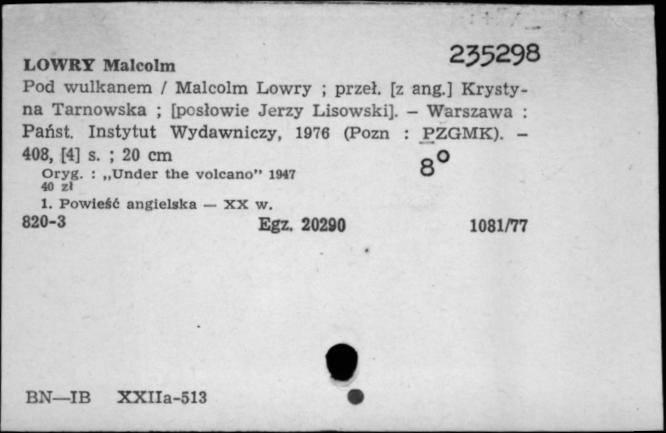 235298
LOWRY Malcolm
Pod wulkanem / Malcolm Lowry ; przeł. [z ang.] Krysty-
na Tarnowska ; [posłowie Jerzy Lisowski]. — Warszawa :
Państ. Instytut Wydawniczy, 1976 (Pozn : PZGMK). —
408, [4] s. ; 20 cm
8°
Oryg. : „Under the volcano” 1947
40 zł
1. Powieść angielska — XX w.
820-3 Egz. 20290 1081/77
BN—IB XXIIa-513